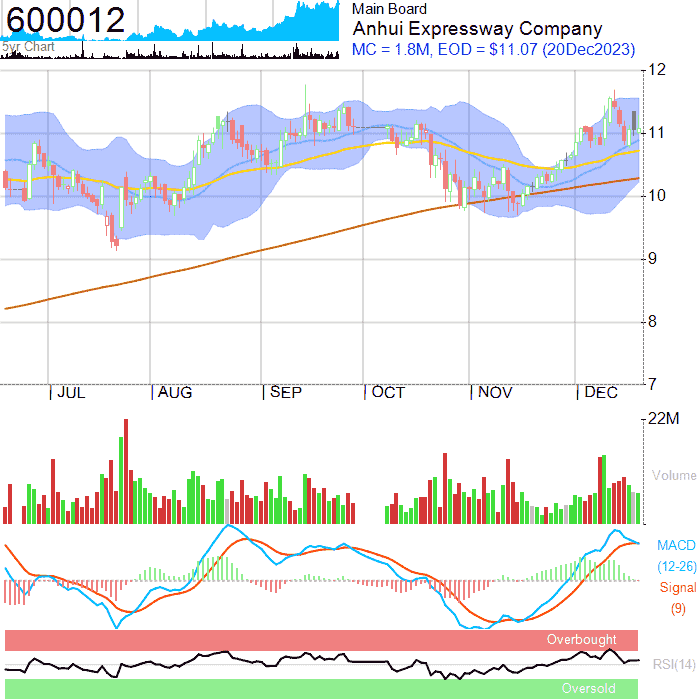 600012
5yr Chart
Main Board
Anhui Expressway Company
MC = 1.8M, EOD = $11.07 (20Dec2023)
12
11
10
9
8
7
JUL
AUG
SEP
OCT
NOV
DEC
22M
Volume
MACD
(12-26)
Signal
(9)
Overbought
RSI(14)
Oversold